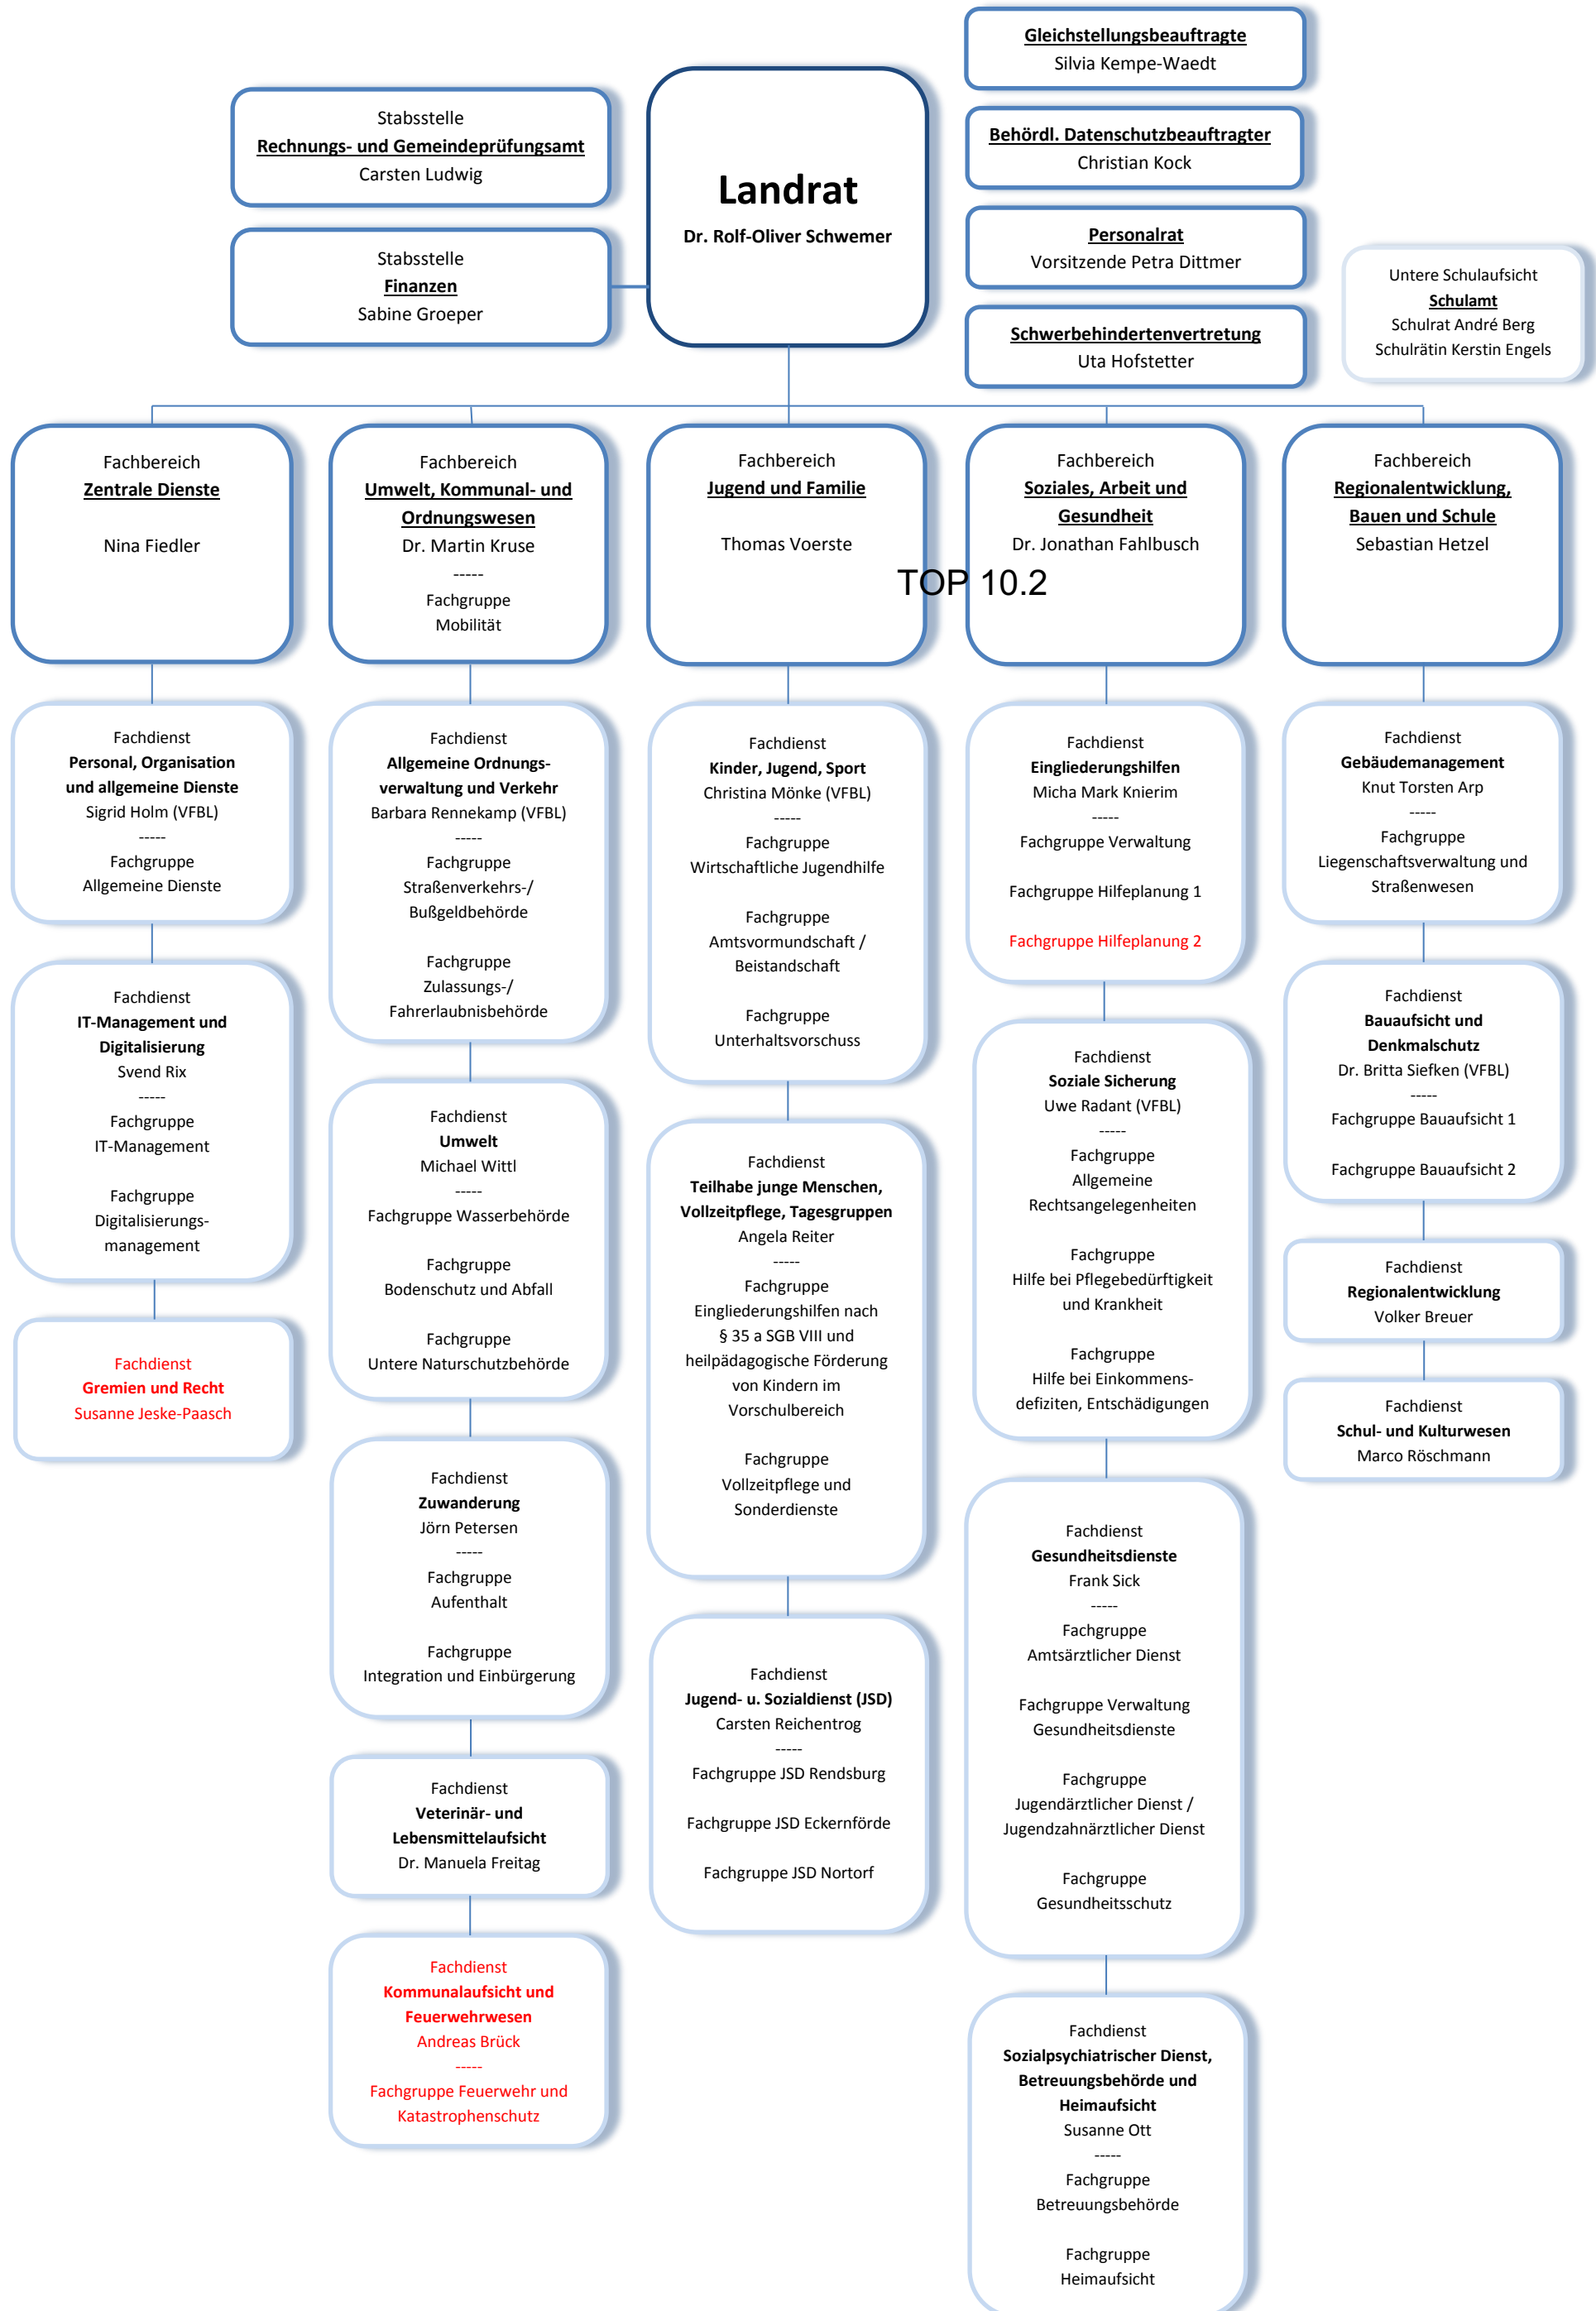 Gleichstellungsbeauftragte
Silvia Kempe-Waedt
Stabsstelle
Rechnungs- und Gemeindeprüfungsamt
Carsten Ludwig
Landrat
Dr. Rolf-Oliver Schwemer
Behördl. Datenschutzbeauftragter
Christian Kock
Stabsstelle
Finanzen
Sabine Groeper
Personalrat
Vorsitzende Petra Dittmer
Untere Schulaufsicht
Schulamt
Schulrat André Berg
Schulrätin Kerstin Engels
Schwerbehindertenvertretung
Uta Hofstetter
Fachbereich
Zentrale Dienste
Nina Fiedler
Fachbereich
Umwelt, Kommunal- und
Ordnungswesen
Dr. Martin Kruse
-----
Fachgruppe
Mobilität
Fachbereich
Jugend und Familie
Thomas Voerste
Fachbereich
Soziales, Arbeit und
Gesundheit
Dr. Jonathan Fahlbusch
Fachbereich
Regionalentwicklung,
Bauen und Schule
Sebastian Hetzel
TOP 10.2
Fachdienst
Personal, Organisation
und allgemeine Dienste
Sigrid Holm (VFBL)
-----
Fachgruppe
Allgemeine Dienste
Fachdienst
IT-Management und
Digitalisierung
Svend Rix
-----
Fachgruppe
IT-Management
Fachgruppe
Digitalisierungs-
management
Fachdienst
Gremien und Recht
Susanne Jeske-Paasch
Fachdienst
Allgemeine Ordnungs-
verwaltung und Verkehr
Barbara Rennekamp (VFBL)
-----
Fachgruppe
Straßenverkehrs-/
Bußgeldbehörde
Fachgruppe
Zulassungs-/
Fahrerlaubnisbehörde
Fachdienst
Umwelt
Michael Wittl
-----
Fachgruppe Wasserbehörde
Fachgruppe
Bodenschutz und Abfall
Fachgruppe
Untere Naturschutzbehörde
Fachdienst
Zuwanderung
Jörn Petersen
-----
Fachgruppe
Aufenthalt
Fachgruppe
Integration und Einbürgerung
Fachdienst
Veterinär- und
Lebensmittelaufsicht
Dr. Manuela Freitag
Fachdienst
Kommunalaufsicht und
Feuerwehrwesen
Andreas Brück
-----
Fachgruppe Feuerwehr und
Katastrophenschutz
Fachdienst
Kinder, Jugend, Sport
Christina Mönke (VFBL)
-----
Fachgruppe
Wirtschaftliche Jugendhilfe
Fachgruppe
Amtsvormundschaft /
Beistandschaft
Fachgruppe
Unterhaltsvorschuss
Fachdienst
Teilhabe junge Menschen,
Vollzeitpflege, Tagesgruppen
Angela Reiter
-----
Fachgruppe
Eingliederungshilfen nach
§ 35 a SGB VIII und
heilpädagogische Förderung
von Kindern im
Vorschulbereich
Fachgruppe
Vollzeitpflege und
Sonderdienste
Fachdienst
Jugend- u. Sozialdienst (JSD)
Carsten Reichentrog
-----
Fachgruppe JSD Rendsburg
Fachgruppe JSD Eckernförde
Fachgruppe JSD Nortorf
Fachdienst
Eingliederungshilfen
Micha Mark Knierim
-----
Fachgruppe Verwaltung
Fachgruppe Hilfeplanung 1
Fachgruppe Hilfeplanung 2
Fachdienst
Soziale Sicherung
Uwe Radant (VFBL)
-----
Fachgruppe
Allgemeine
Rechtsangelegenheiten
Fachgruppe
Hilfe bei Pflegebedürftigkeit
und Krankheit
Fachgruppe
Hilfe bei Einkommens-
defiziten, Entschädigungen
Fachdienst
Gesundheitsdienste
Frank Sick
-----
Fachgruppe
Amtsärztlicher Dienst
Fachgruppe Verwaltung
Gesundheitsdienste
Fachgruppe
Jugendärztlicher Dienst /
Jugendzahnärztlicher Dienst
Fachgruppe
Gesundheitsschutz
Fachdienst
Sozialpsychiatrischer Dienst,
Betreuungsbehörde und
Heimaufsicht
Susanne Ott
-----
Fachgruppe
Betreuungsbehörde
Fachgruppe
Heimaufsicht
Fachdienst
Gebäudemanagement
Knut Torsten Arp
-----
Fachgruppe
Liegenschaftsverwaltung und
Straßenwesen
Fachdienst
Bauaufsicht und
Denkmalschutz
Dr. Britta Siefken (VFBL)
-----
Fachgruppe Bauaufsicht 1
Fachgruppe Bauaufsicht 2
Fachdienst
Regionalentwicklung
Volker Breuer
Fachdienst
Schul- und Kulturwesen
Marco Röschmann